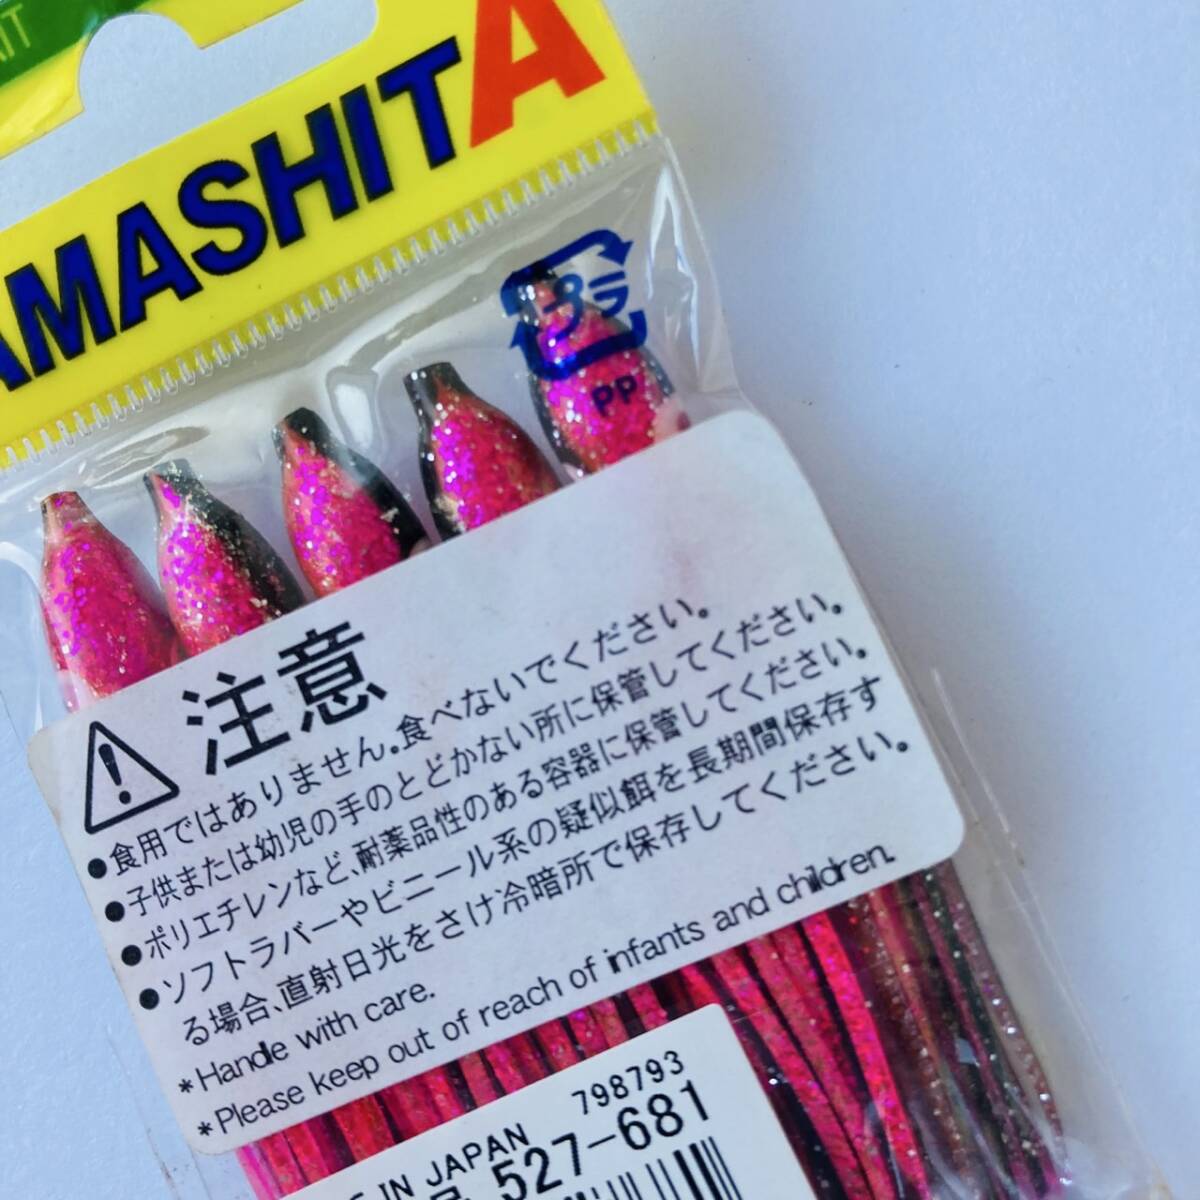 AMASHITA
プラ
PP
注意
●食用ではありません。食べないでください。
●子供または幼児の手のとどかない所に保管してください。
●ポリエチレンなど、耐薬品性のある容器に保管してください。
●ソフトラバーやビニール系の疑似餌を長期間保存す
る場合、直射日光をさけ冷暗所で保存してください。
*Handle with care.
*Please keep out of reach of infants and children.
IN JAPAN 798793
527-681